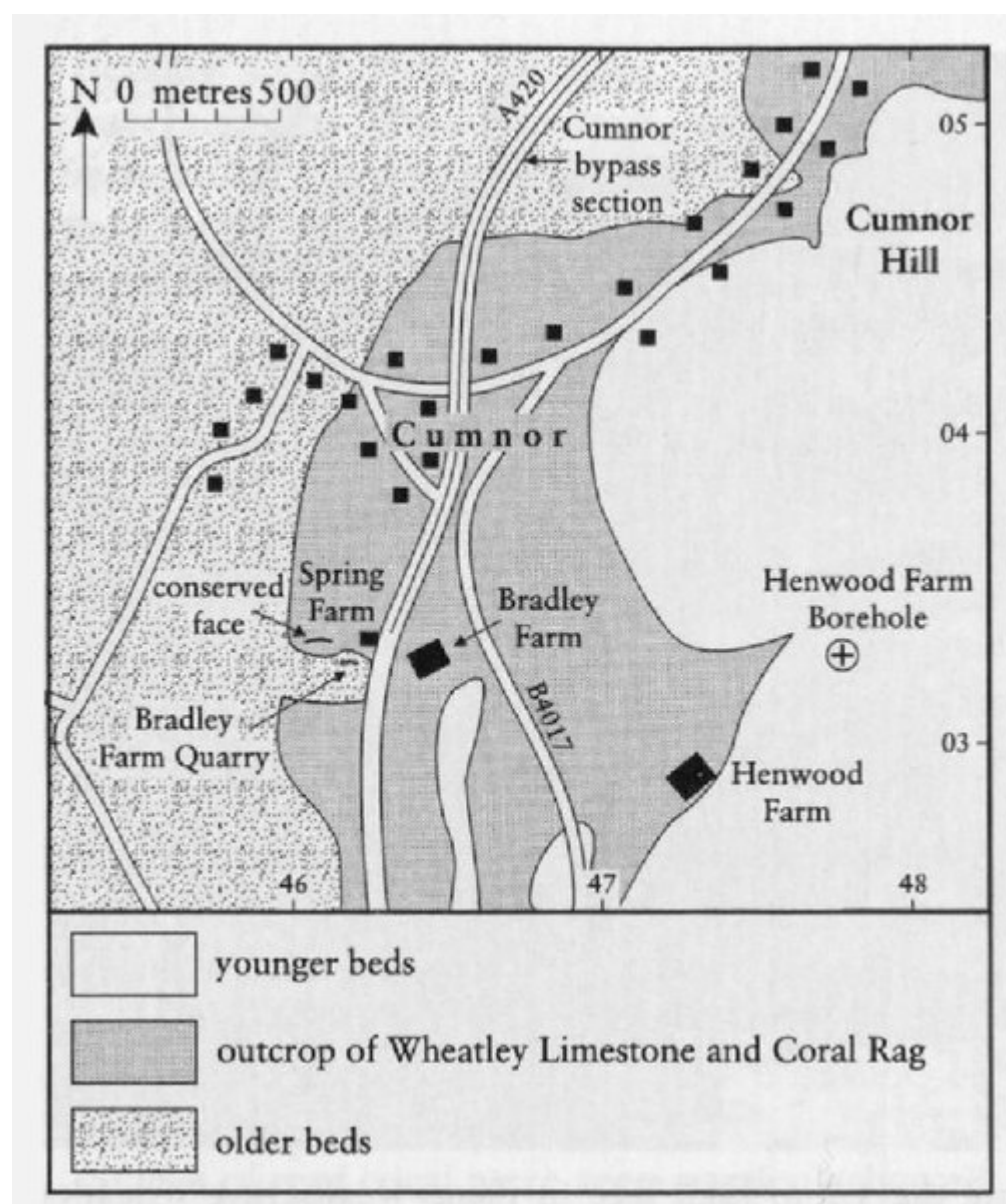 N 0 metres 500
A420
Cumnor
bypass
section
05
Cumnor
Hill
Cumnor
04
conserved
face
Spring
Farm
Bradley
Farm
Henwood Farm
Borehole
Bradley
Farm Quarry
B4017
03
Henwood
Farm
46
47
48
younger beds
outcrop of Wheatley Limestone and Coral Rag
older beds